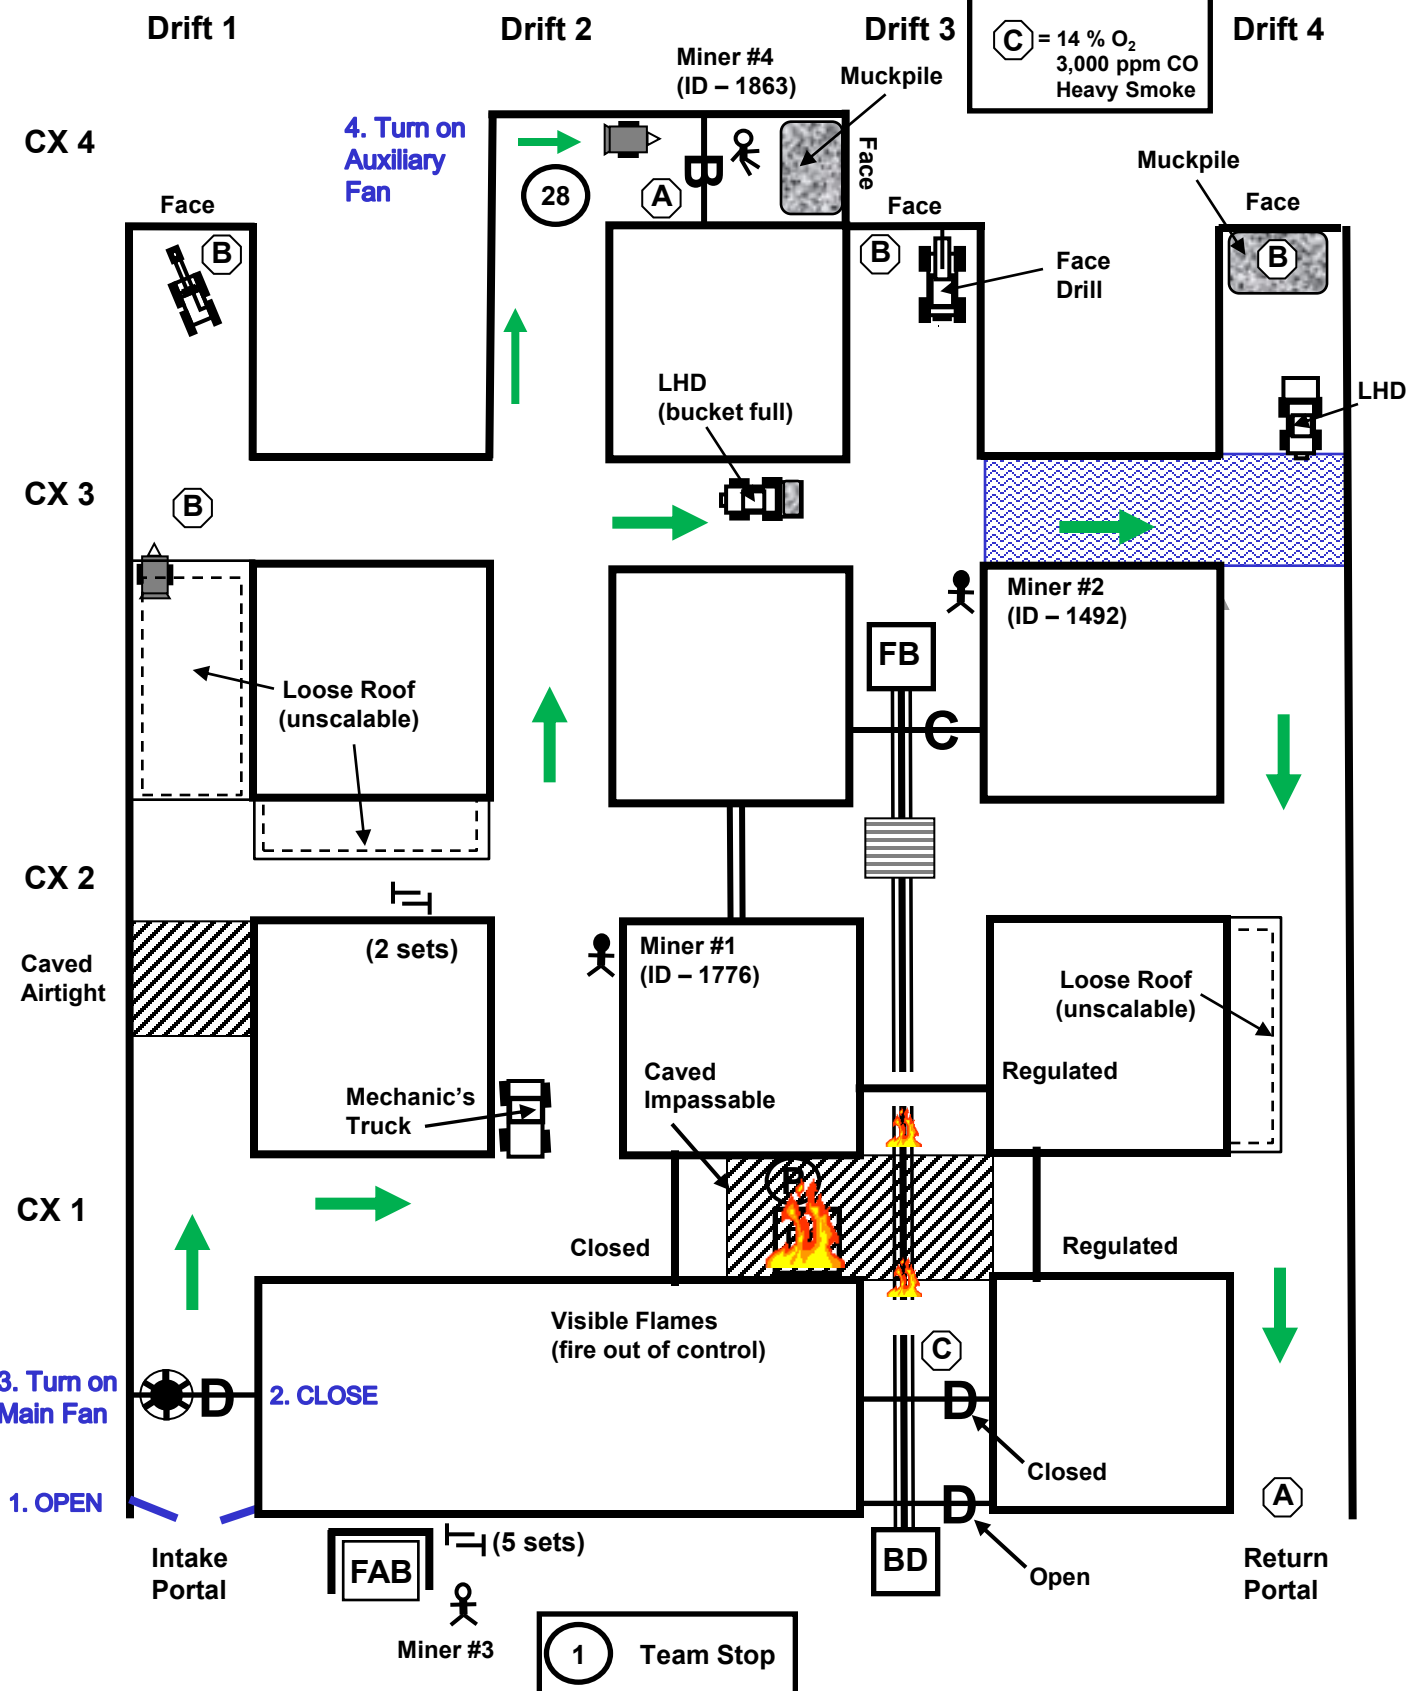 Drift 1
Drift 2
Drift 3
Drift 4
C = 14 % O₂
3,000 ppm CO
Heavy Smoke
Miner #4
(ID – 1863)
Muckpile
CX 4
4. Turn on
Auxiliary
Fan
28
A
B
Face
Muckpile
Face
Face
Face
B
B
B
Face
Drill
LHD
(bucket full)
LHD
CX 3
B
Miner #2
(ID – 1492)
FB
C
Loose Roof
(unscalable)
CX 2
(2 sets)
Caved
Airtight
Miner #1
(ID – 1776)
Loose Roof
(unscalable)
Caved
Impassable
Regulated
Mechanic's
Truck
P
CX 1
Closed
Regulated
Visible Flames
(fire out of control)
C
3. Turn on
Main Fan
D
2. CLOSE
D
Closed
1. OPEN
D
A
Intake
Portal
FAB
(5 sets)
BD
Open
Return
Portal
Miner #3
1 Team Stop